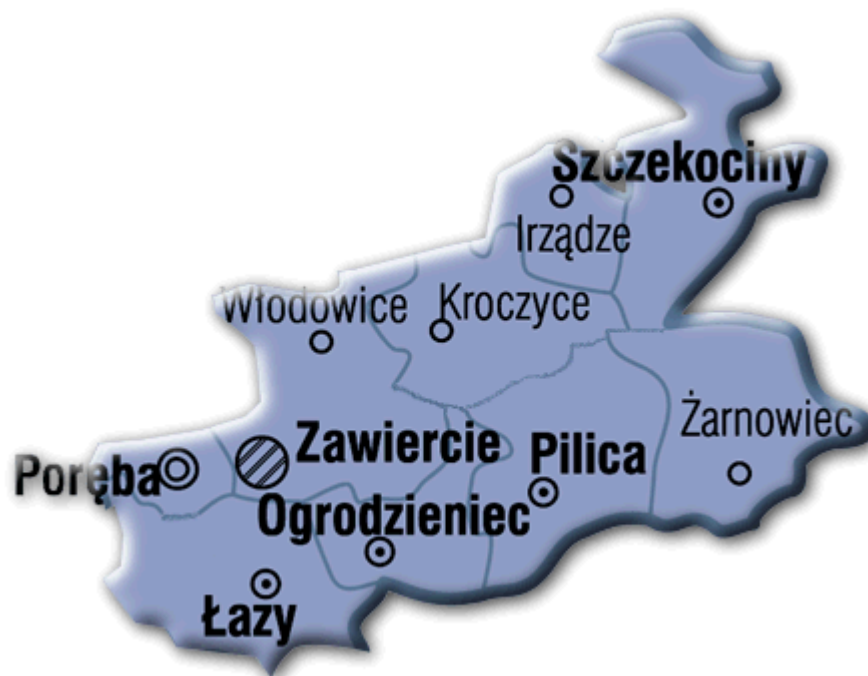 Szczekociny
Irządze
Włodowice
Kroczyce
Żarnowiec
Zawiercie
Pilica
Poręba
Ogrodzieniec
Łazy